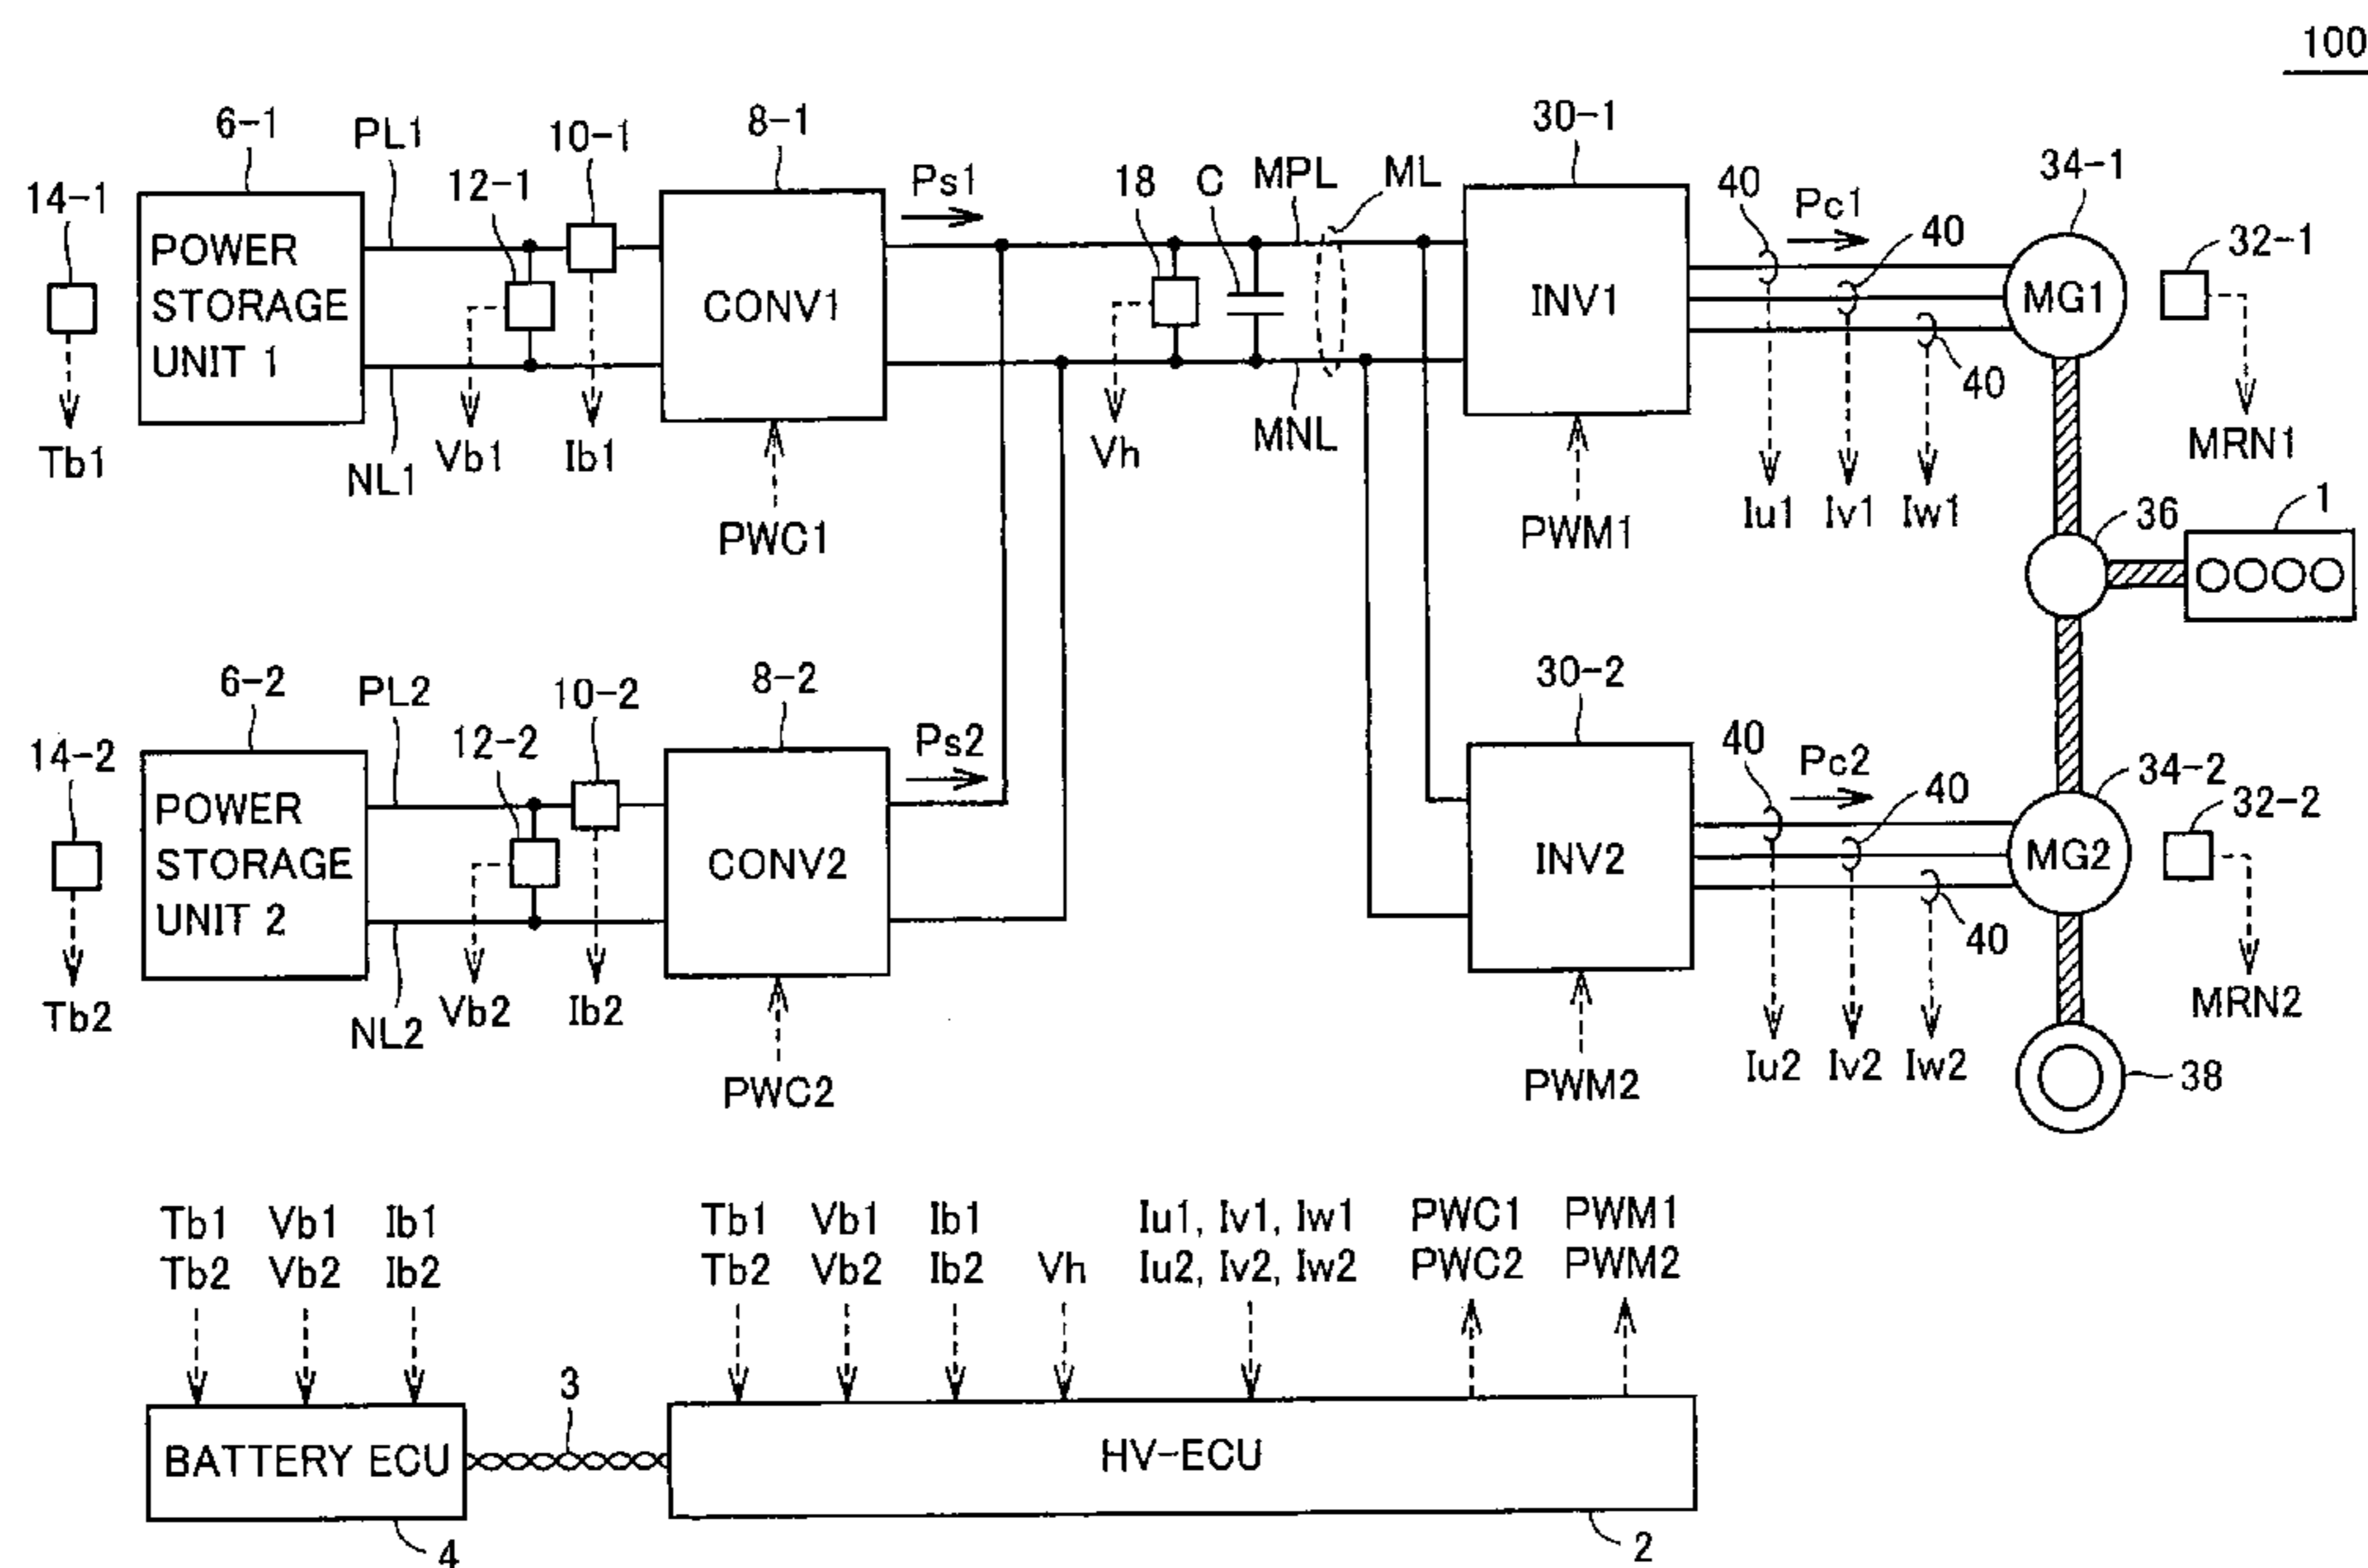 100
6-1
PL1
10-1
8-1
Ps1
18
C
MPL
ML
30-1
40
Pc1
40
34-1
32-1
14-1
12-1
POWER
STORAGE
UNIT 1
CONV1
INV1
MG1
40
Tb1
NL1
Vb1
Ib1
Vh
MNL
MRN1
PWC1
PWM1
Iu1
Iv1
Iw1
36
1
6-2
PL2
10-2
8-2
Ps2
30-2
40
Pc2
40
34-2
32-2
14-2
12-2
POWER
STORAGE
UNIT 2
CONV2
INV2
MG2
40
Tb2
NL2
Vb2
Ib2
MRN2
PWC2
PWM2
Iu2
Iv2
Iw2
38
Tb1 Vb1 Ib1
Tb2 Vb2 Ib2
Tb1 Vb1 Ib1 Iu1, Iv1, Iw1 PWC1 PWM1
Tb2 Vb2 Ib2 Vh Iu2, Iv2, Iw2 PWC2 PWM2
3
BATTERY ECU
HV-ECU
4
2